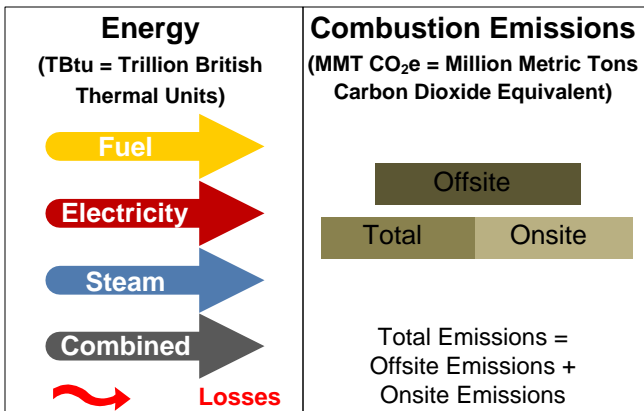 Energy
(TBtu = Trillion British
Thermal Units)
Fuel
Electricity
Steam
Combined
Losses
Combustion Emissions
(MMT CO₂e = Million Metric Tons
Carbon Dioxide Equivalent)
Offsite
Total Onsite
Total Emissions =
Offsite Emissions +
Onsite Emissions